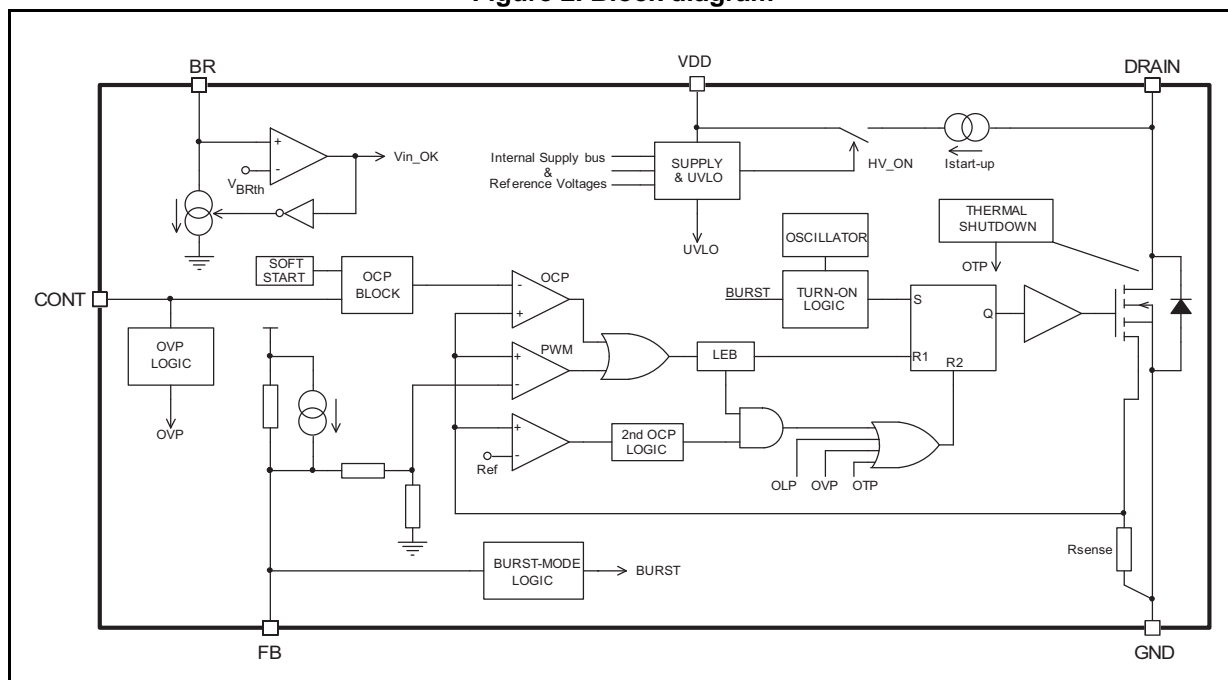 Figure 2. Block diagram
BR
VDD
DRAIN
+
-
Vin_OK
VBRth
Internal Supply bus
&
Reference Voltages
SUPPLY
& UVLO
HV_ON
Istart-up
UVLO
THERMAL
SHUTDOWN
OSCILLATOR
OTP
SOFT
START
OCP
BLOCK
OCP
-
+
CONT
BURST
TURN-ON
LOGIC
S
Q
R1
R2
OVP
LOGIC
OVP
PWM
+
-
LEB
+
-
Ref
2nd OCP
LOGIC
OLP
OVP
OTP
Rsense
BURST-MODE
LOGIC
BURST
FB
GND